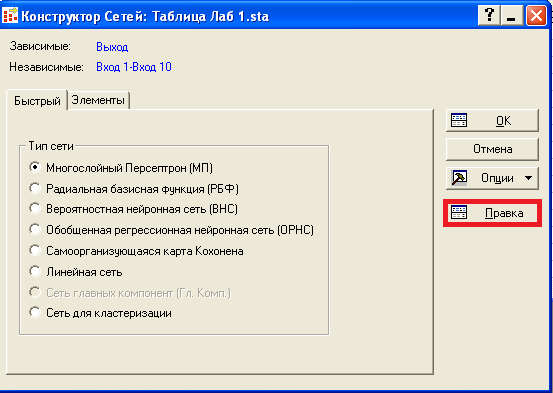 Конструктор Сетей: Таблица Лаб 1.sta
Зависимые: Выход
Независимые: Вход 1-Вход 10
Быстрый Элементы
Тип сети
Многослойный Персептрон (МП)
Радиальная базисная функция (РБФ)
Вероятностная нейронная сеть (ВНС)
Обобщенная регрессионная нейронная сеть (ОРНС)
Самоорганизующаяся карта Кохонена
Линейная сеть
Сеть главных компонент (Гл. Комп.)
Сеть для кластеризации
ОК
Отмена
Опции
Правка